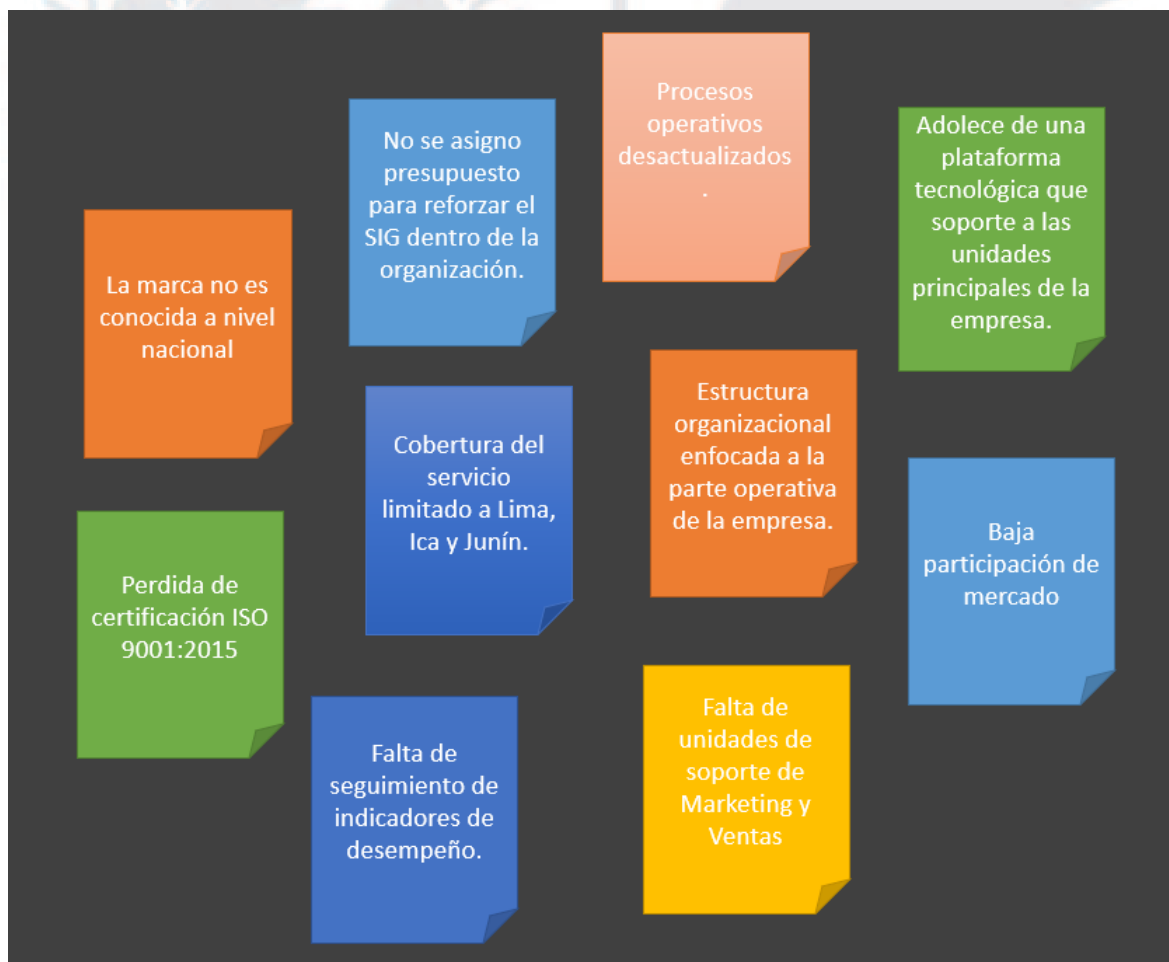 La marca no es
conocida a nivel
nacional
No se asigno
presupuesto
para reforzar el
SIG dentro de la
organización.
Procesos
operativos
desactualizados
.
Adolece de una
plataforma
tecnológica que
soporte a las
unidades
principales de la
empresa.
Cobertura del
servicio
limitado a Lima,
Ica y Junín.
Estructura
organizacional
enfocada a la
parte operativa
de la empresa.
Baja
participación de
mercado
Perdida de
certificación ISO
9001:2015
Falta de
seguimiento de
indicadores de
desempeño.
Falta de
unidades de
soporte de
Marketing y
Ventas